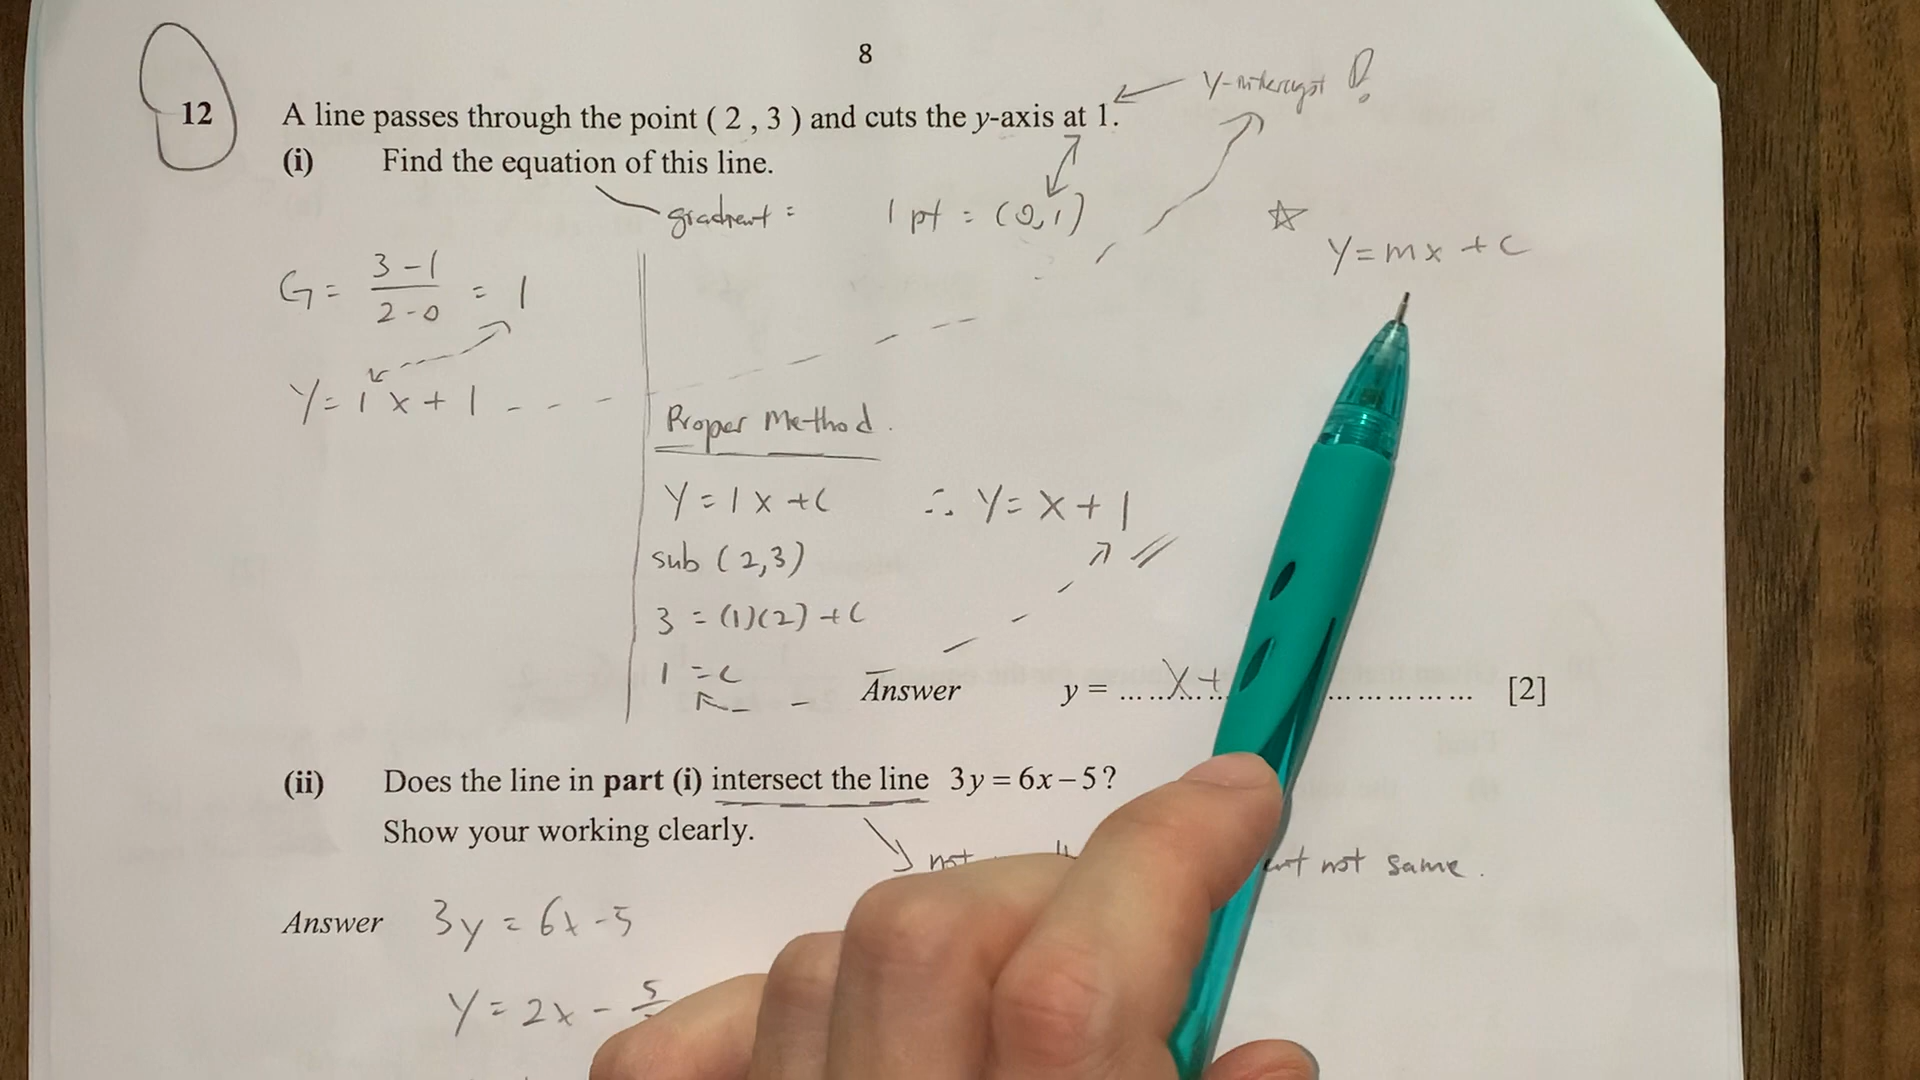 8
Y-intercept !
12 A line passes through the point ( 2 , 3 ) and cuts the y-axis at 1.
(i) Find the equation of this line.
gradient = 1 pt = (0,1)
☆ Y=mx+c
G = 3-1 / 2-0 = 1
Y=1x+1
Proper Method.
Y=1x+c ∴ Y=x+1
sub (2,3)
3=(1)(2)+c
1=c
Answer y = ...x+... [2]
(ii) Does the line in part (i) intersect the line 3y = 6x – 5?
Show your working clearly.
not not same.
Answer 3y = 6x-5
Y=2x-5